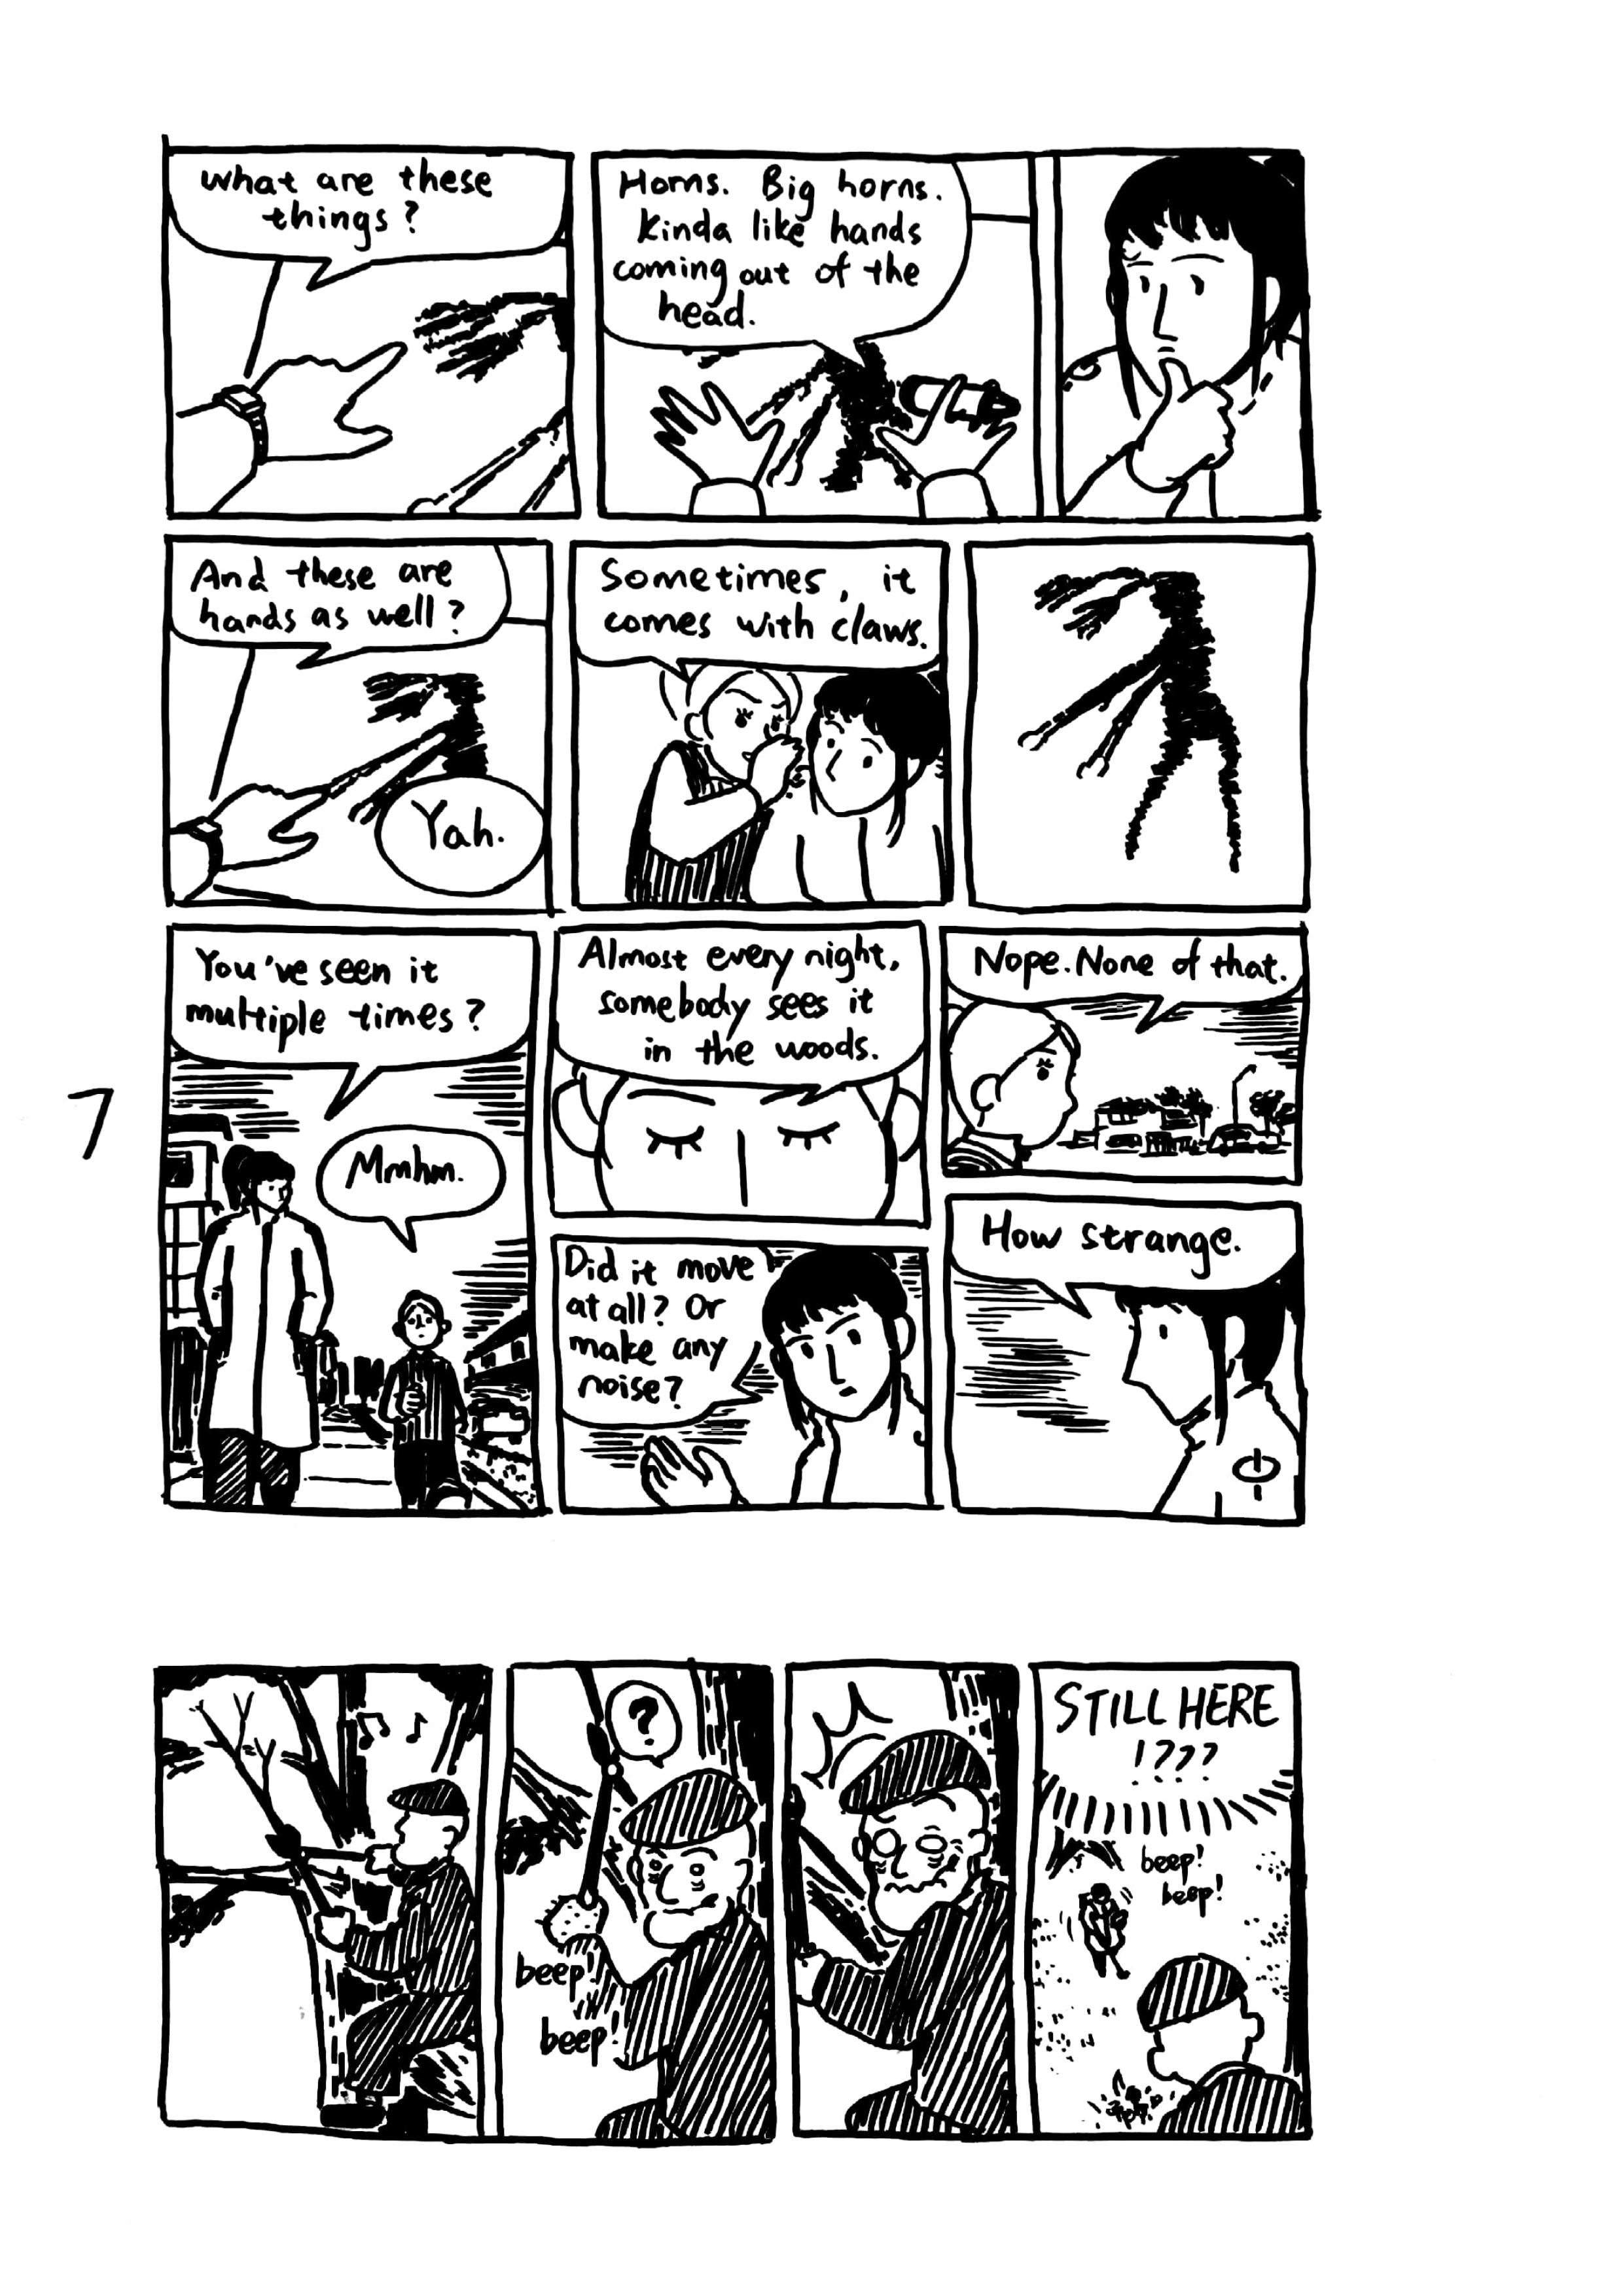 what are these
things?
Horns. Big horns.
Kinda like hands
coming out of the
head.
And these are
hands as well?
Yah.
Sometimes, it
comes with claws.
You've seen it
multiple times?
Mmhm.
Almost every night,
somebody sees it
in the woods.
Did it move
at all? Or
make any
noise?
Nope. None of that.
How strange.
7
?
beep!
beep!
STILL HERE
!???
beep!
beep!